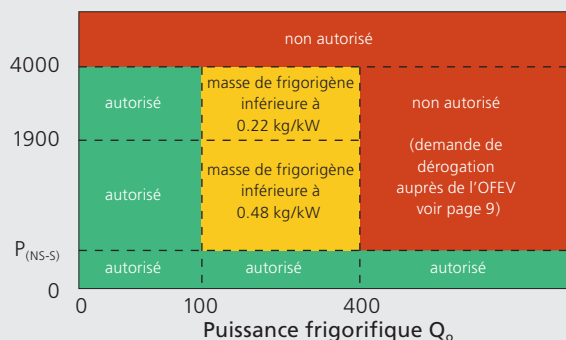 non autorisé
4000
autorisé
masse de frigorigène
inférieure à
0.22 kg/kW
non autorisé
1900
(demande de
dérogation
auprès de l’OFEV
voir page 9)
autorisé
masse de frigorigène
inférieure à
0.48 kg/kW
P(NS-S)
autorisé
autorisé
autorisé
0
0
100
400
Puissance frigorifique Qo